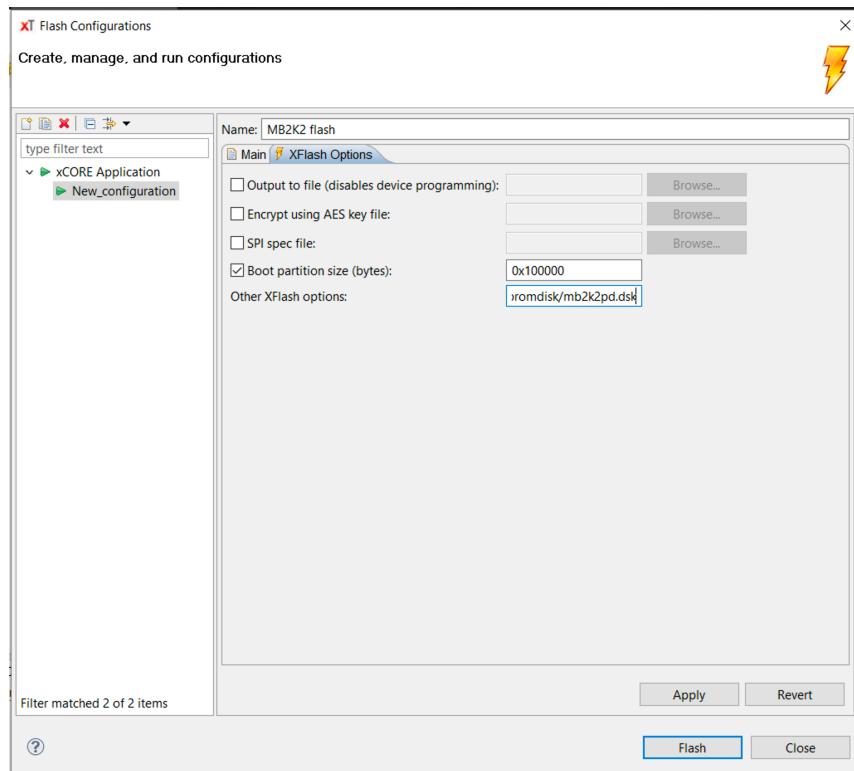 xT Flash Configurations
Create, manage, and run configurations
Name: MB2K2 flash
type filter text
Main XFlash Options
xCORE Application
New_configuration
Output to file (disables device programming): Browse...
Encrypt using AES key file: Browse...
SPI spec file: Browse...
Boot partition size (bytes): 0x100000
Other XFlash options: romdisk/mb2k2pd.dsk
Filter matched 2 of 2 items
Apply Revert
? Flash Close